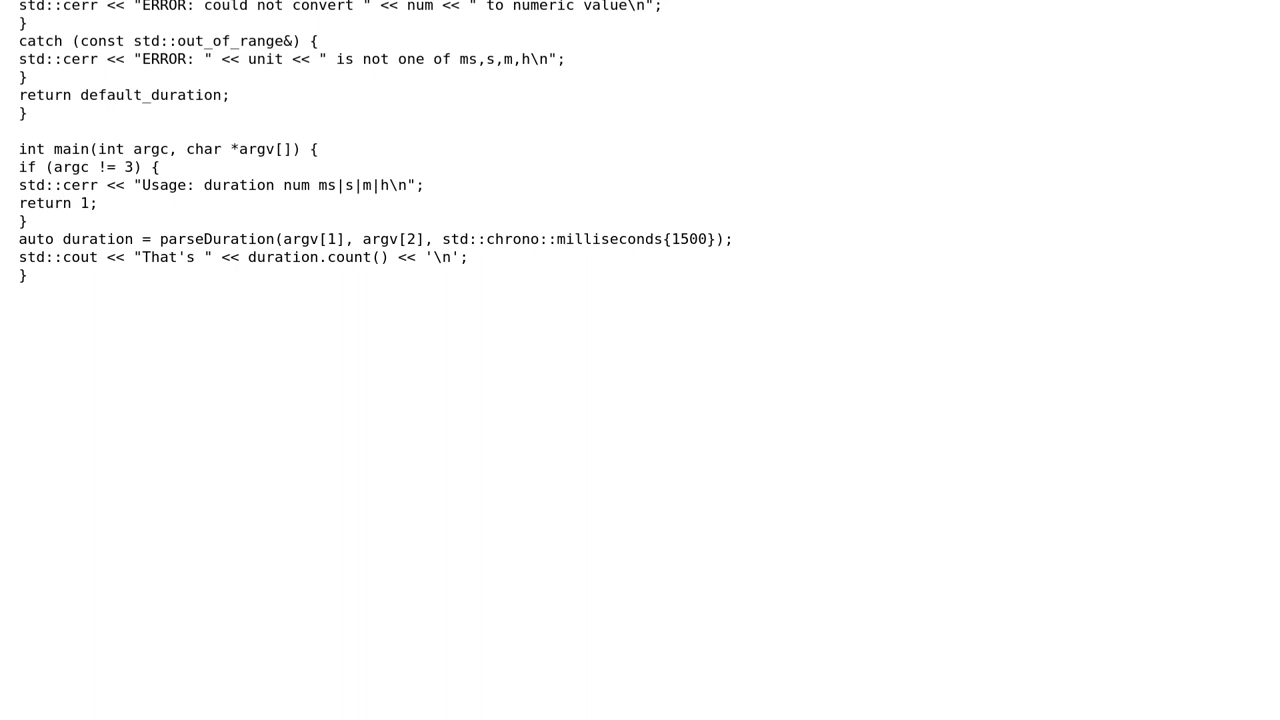 std::cerr << "ERROR: could not convert " << num << " to numeric value\n";
}
catch (const std::out_of_range&) {
std::cerr << "ERROR: " << unit << " is not one of ms,s,m,h\n";
}
return default_duration;
}

int main(int argc, char *argv[]) {
if (argc != 3) {
std::cerr << "Usage: duration num ms|s|m|h\n";
return 1;
}
auto duration = parseDuration(argv[1], argv[2], std::chrono::milliseconds{1500});
std::cout << "That's " << duration.count() << '\n';
}